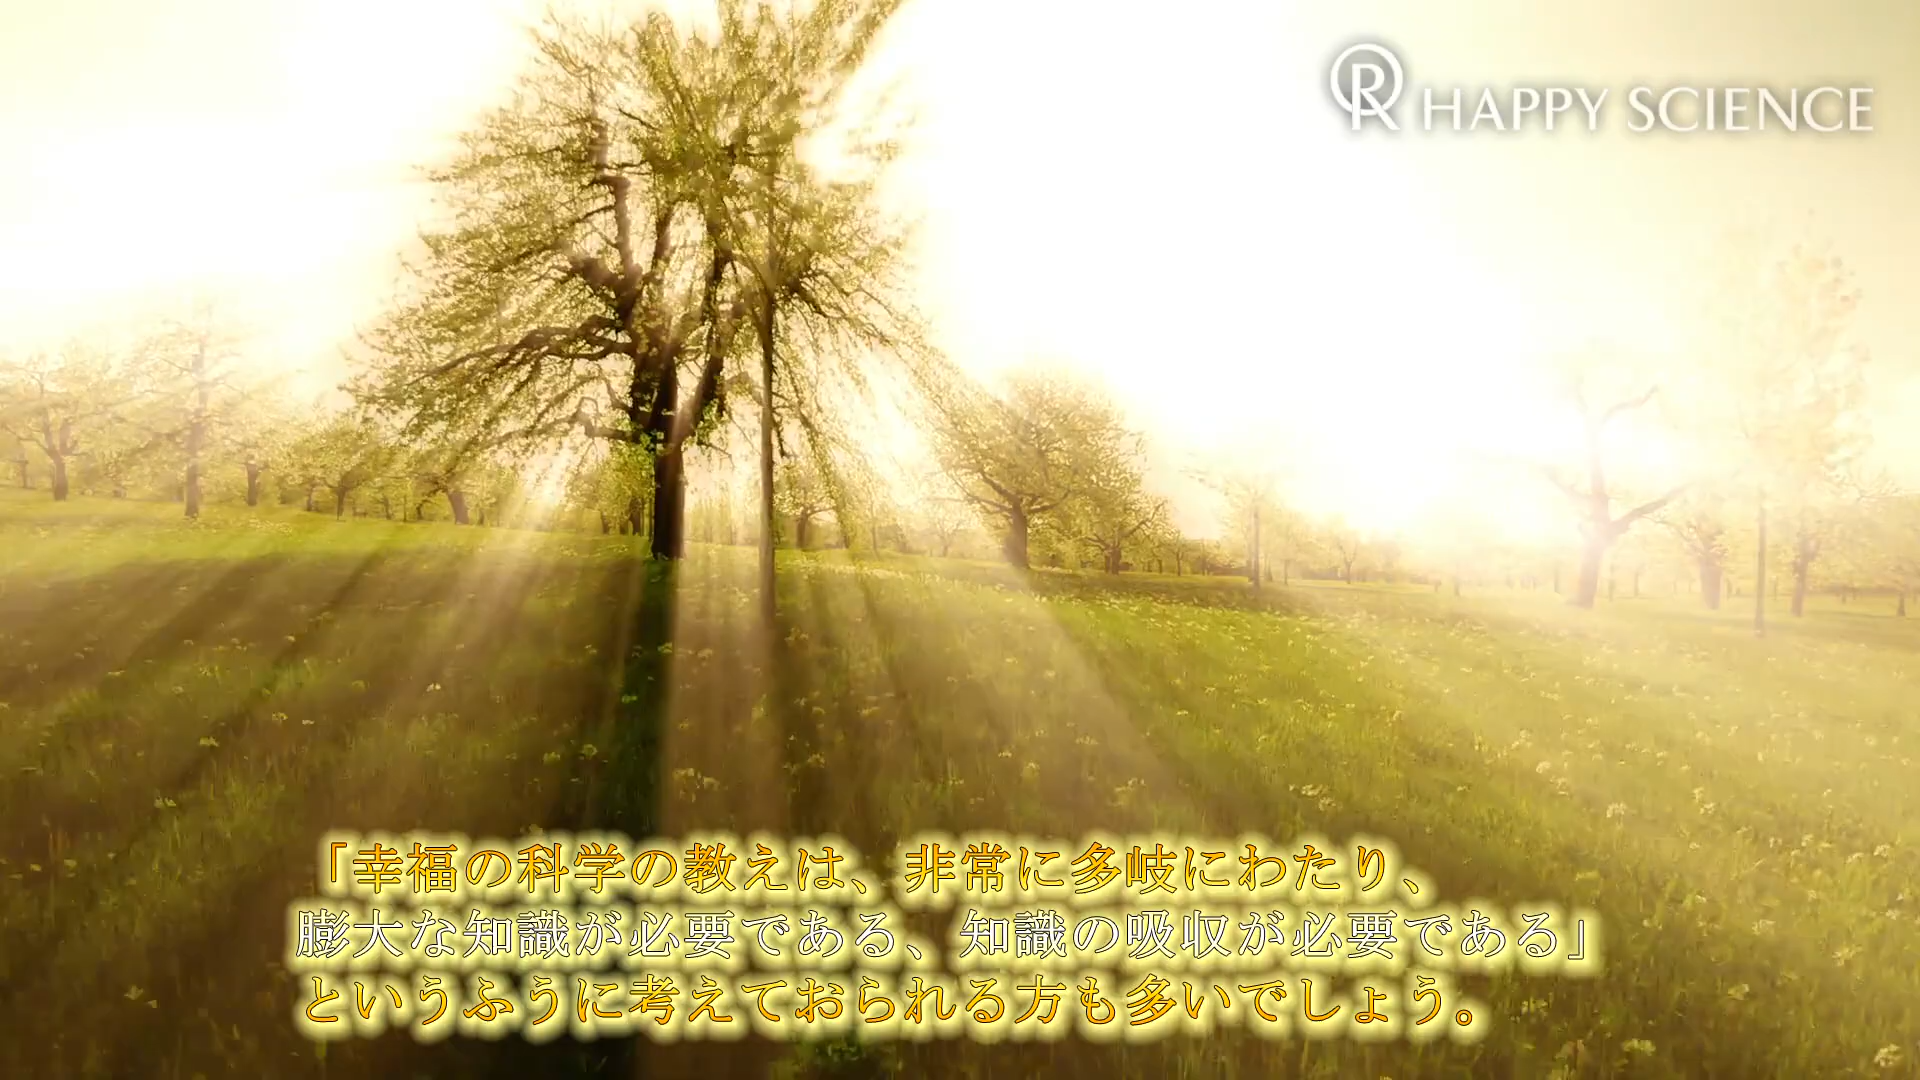 HAPPY SCIENCE
「幸福の科学の教えは、非常に多岐にわたり、
膨大な知識が必要である、知識の吸収が必要である」
というふうに考えておられる方も多いでしょう。